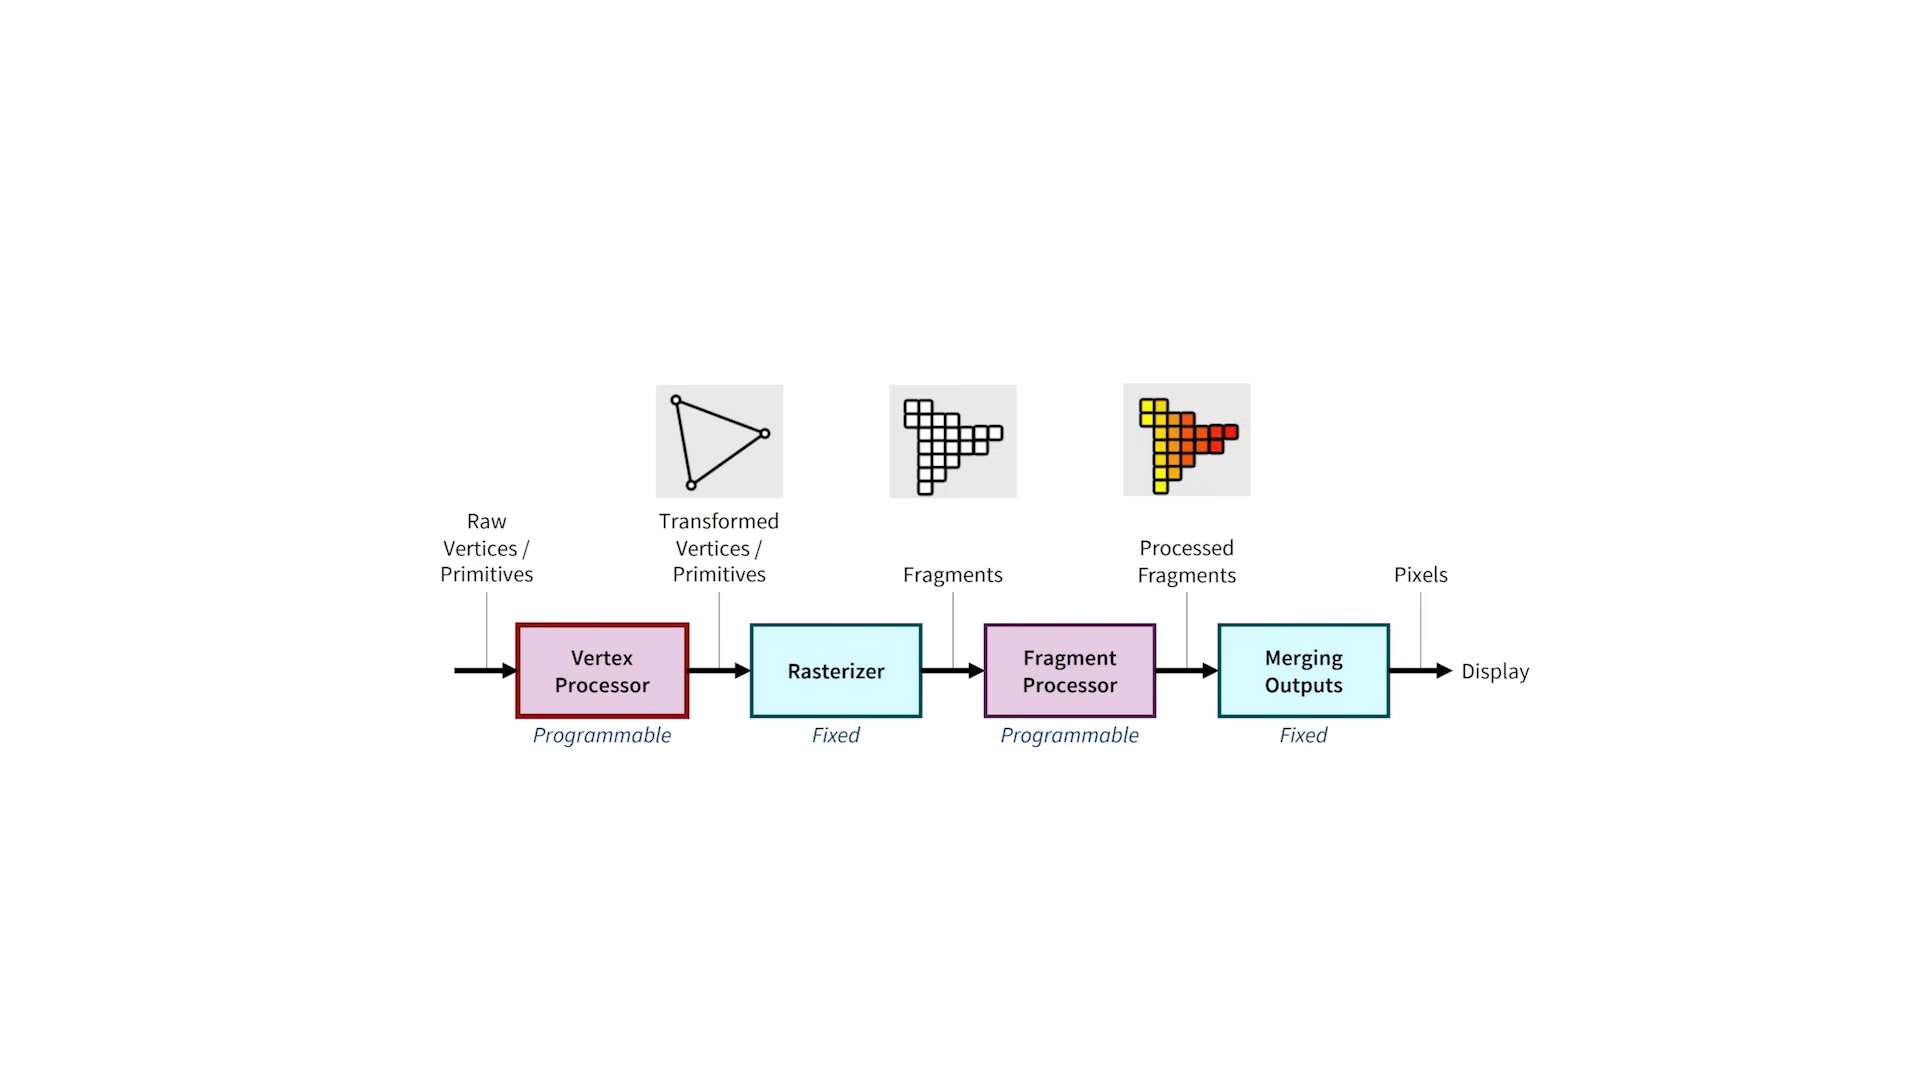 Raw
Vertices /
Primitives
Transformed
Vertices /
Primitives
Fragments
Processed
Fragments
Pixels
Vertex
Processor
Rasterizer
Fragment
Processor
Merging
Outputs
Display
Programmable
Fixed
Programmable
Fixed